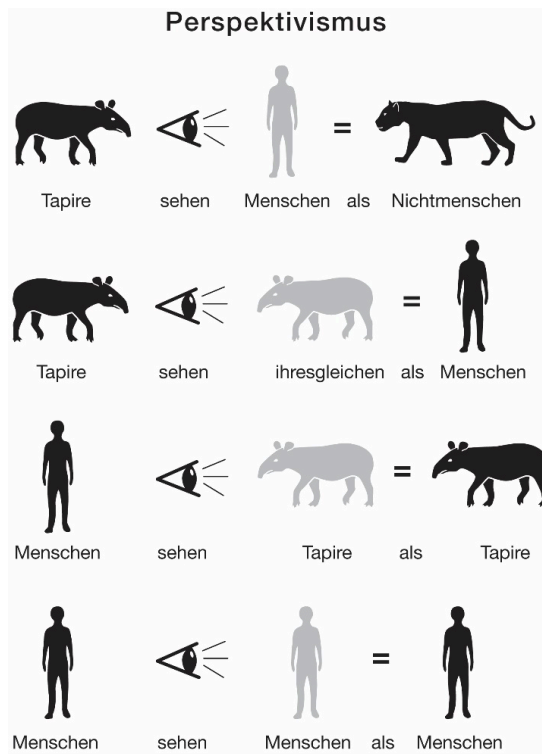 Perspektivismus
Tapire sehen Menschen als Nichtmenschen
Tapire sehen ihresgleichen als Menschen
Menschen sehen Tapire als Tapire
Menschen sehen Menschen als Menschen